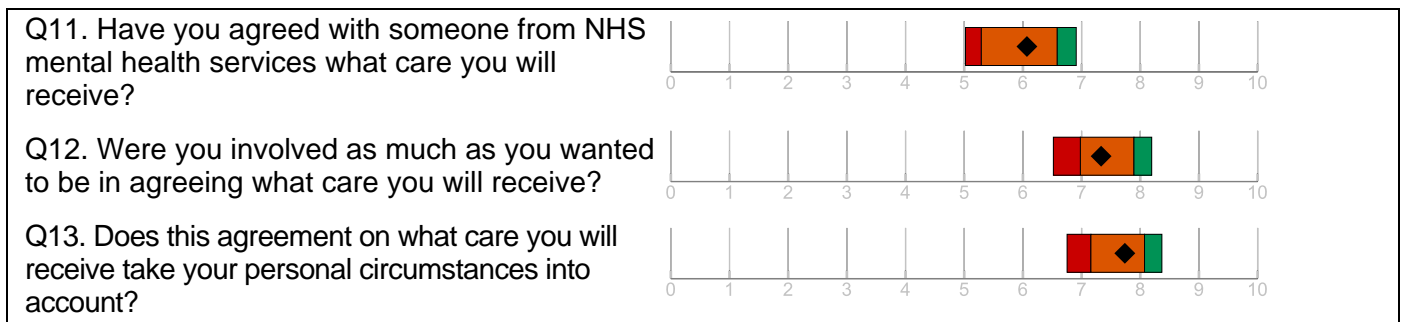 Q11. Have you agreed with someone from NHS
mental health services what care you will
receive?
0 1 2 3 4 5 6 7 8 9 10
Q12. Were you involved as much as you wanted
to be in agreeing what care you will receive?
0 1 2 3 4 5 6 7 8 9 10
Q13. Does this agreement on what care you will
receive take your personal circumstances into
account?
0 1 2 3 4 5 6 7 8 9 10